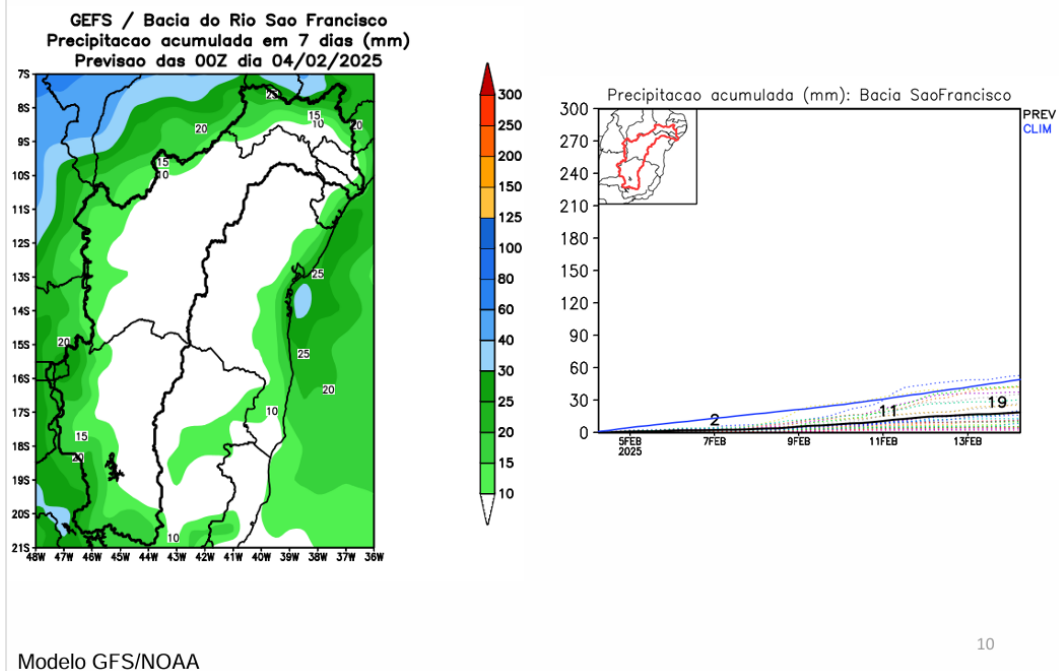 GEFS / Bacia do Rio Sao Francisco
Precipitacao acumulada em 7 dias (mm)
Previsao das 00Z dia 04/02/2025
7S
8S
9S
10S
11S
12S
13S
14S
15S
16S
17S
18S
19S
20S
21S
48W 47W 46W 45W 44W 43W 42W 41W 40W 39W 38W 37W 36W
25
20
15
10
20
15
10
25
20
25
20
10
15
20
10
300
250
200
150
125
100
80
60
40
30
25
20
15
10
Precipitacao acumulada (mm): Bacia SaoFrancisco
PREV
CLIM
300
270
240
210
180
150
120
90
60
30
0
2
11
19
5FEB 7FEB 9FEB 11FEB 13FEB
2025
Modelo GFS/NOAA
10